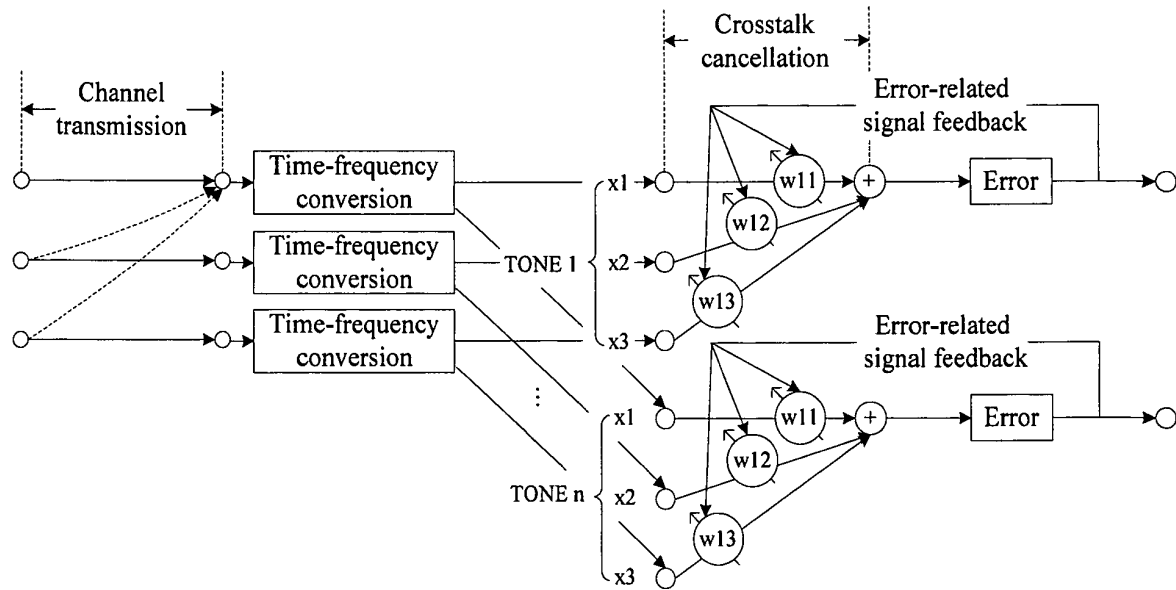 Crosstalk
cancellation
Channel
transmission
Error-related
signal feedback
Time-frequency
conversion
x1
w11
+
Error
w12
Time-frequency
conversion
TONE 1
x2
w13
Time-frequency
conversion
x3
Error-related
signal feedback
...
x1
w11
+
Error
w12
TONE n
x2
w13
x3